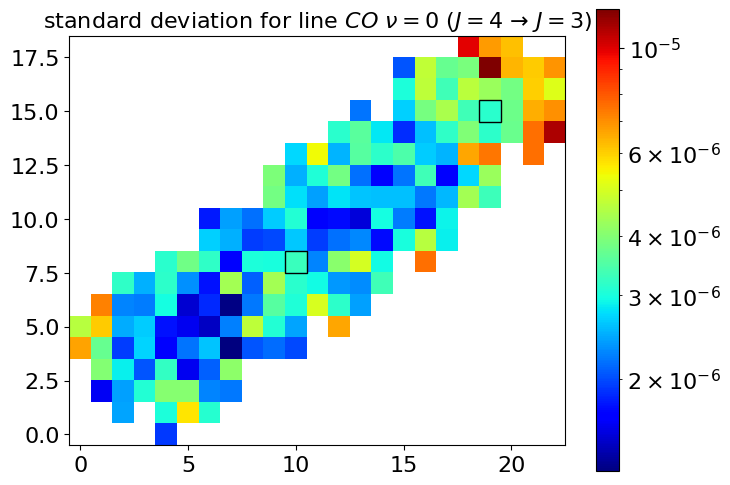 standard deviation for line CO ν = 0 (J = 4 → J = 3)
17.5
15.0
12.5
10.0
7.5
5.0
2.5
0.0
0 5 10 15 20
10⁻⁵
6 × 10⁻⁶
4 × 10⁻⁶
3 × 10⁻⁶
2 × 10⁻⁶